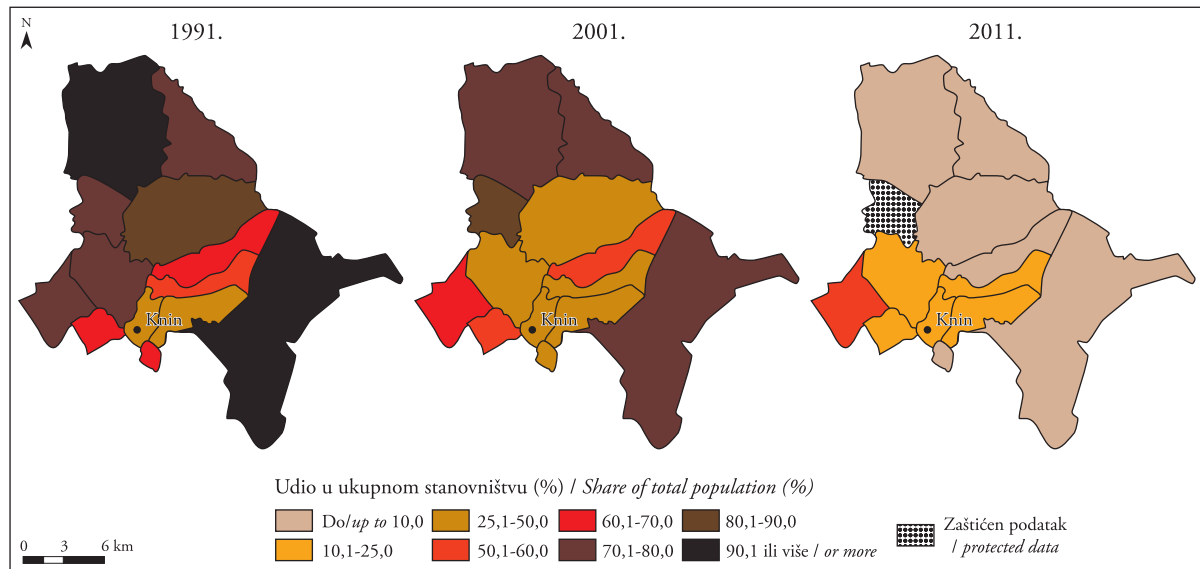 N
1991.
2001.
2011.
Knin
Knin
Knin
Udio u ukupnom stanovništvu (%) / Share of total population (%)
Do/up to 10,0
25,1-50,0
60,1-70,0
80,1-90,0
10,1-25,0
50,1-60,0
70,1-80,0
90,1 ili više / or more
Zaštićen podatak
/ protected data
0 3 6 km